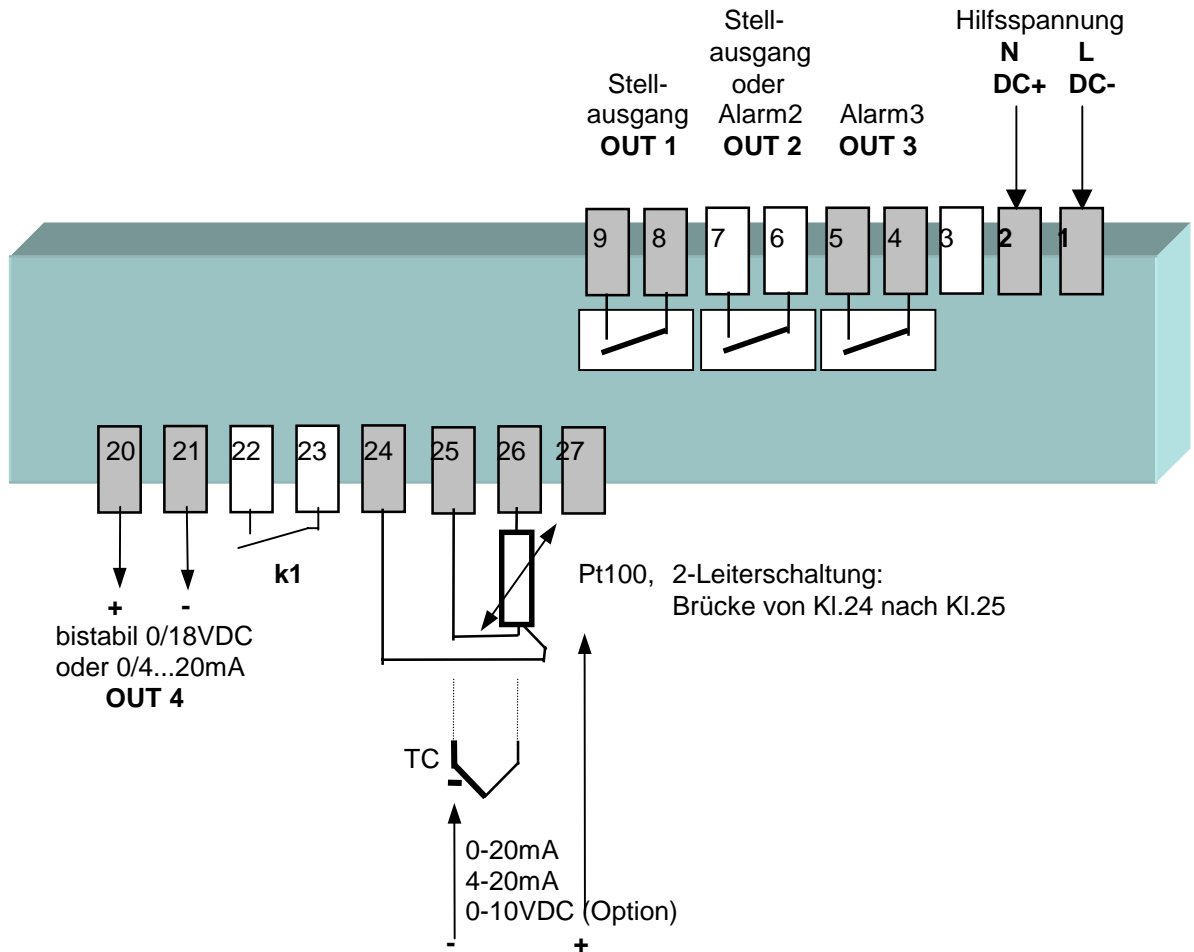 Stell-
ausgang
OUT 1
Stell-
ausgang
oder
Alarm2
OUT 2
Alarm3
OUT 3
Hilfsspannung
N L
DC+ DC-
9 8 7 6 5 4 3 2 1
20 21 22 23 24 25 26 27
+ -
bistabil 0/18VDC
oder 0/4...20mA
OUT 4
k1
Pt100, 2-Leiterschaltung:
Brücke von Kl.24 nach Kl.25
TC
-
0-20mA
4-20mA
0-10VDC (Option)
- +